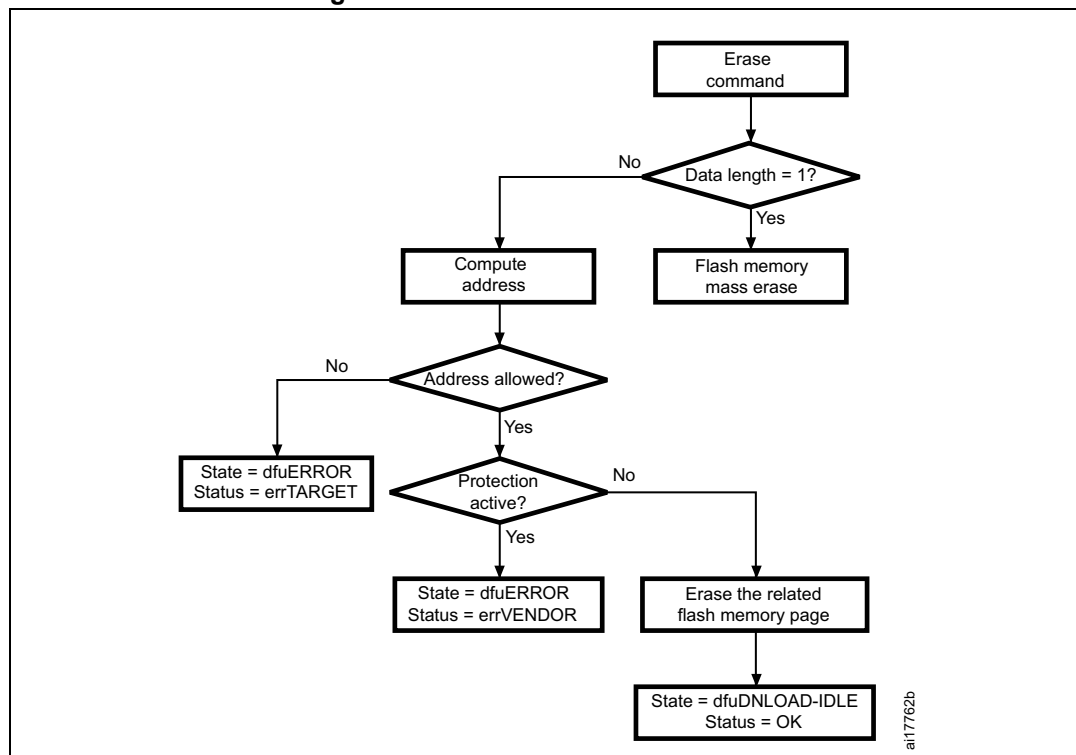 Erase
command
No
Data length = 1?
Yes
Compute
address
Flash memory
mass erase
No
Address allowed?
Yes
State = dfuERROR
Status = errTARGET
Protection
active?
No
Yes
State = dfuERROR
Status = errVENDOR
Erase the related
flash memory page
State = dfuDNLOAD-IDLE
Status = OK
ai17762b